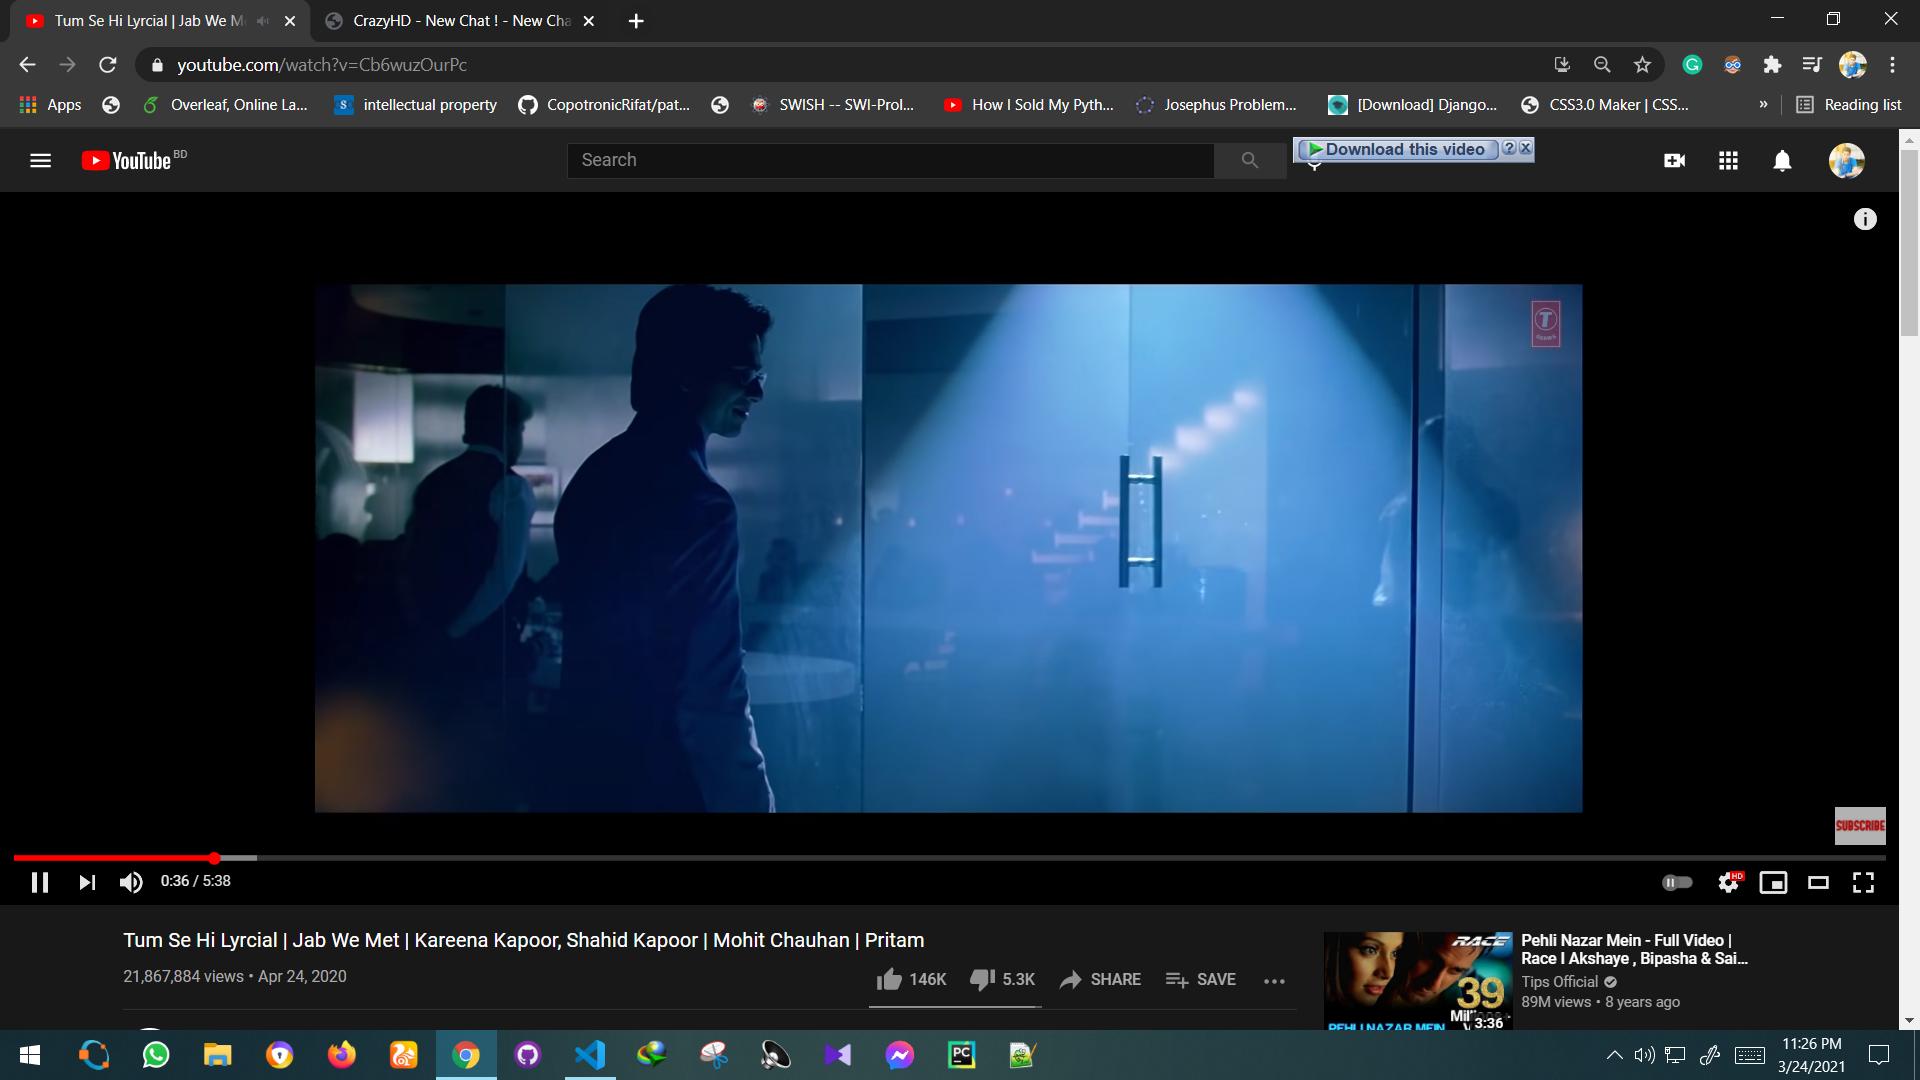 Tum Se Hi Lyrcial | Jab We M
CrazyHD - New Chat ! - New Cha
youtube.com/watch?v=Cb6wuzOurPc
Apps
Overleaf, Online La...
intellectual property
CopotronicRifat/pat...
SWISH -- SWI-Prol...
How I Sold My Pyth...
Josephus Problem...
[Download] Django...
CSS3.0 Maker | CSS...
»
Reading list
YouTube BD
Search
Download this video
SUBSCRIBE
0:36 / 5:38
HD
Tum Se Hi Lyrcial | Jab We Met | Kareena Kapoor, Shahid Kapoor | Mohit Chauhan | Pritam
21,867,884 views • Apr 24, 2020
146K
5.3K
SHARE
SAVE
RACE
39
3:36
PEHLI NAZAR MEIN
Pehli Nazar Mein - Full Video |
Race I Akshaye , Bipasha & Sai...
Tips Official
89M views • 8 years ago
PC
11:26 PM
3/24/2021